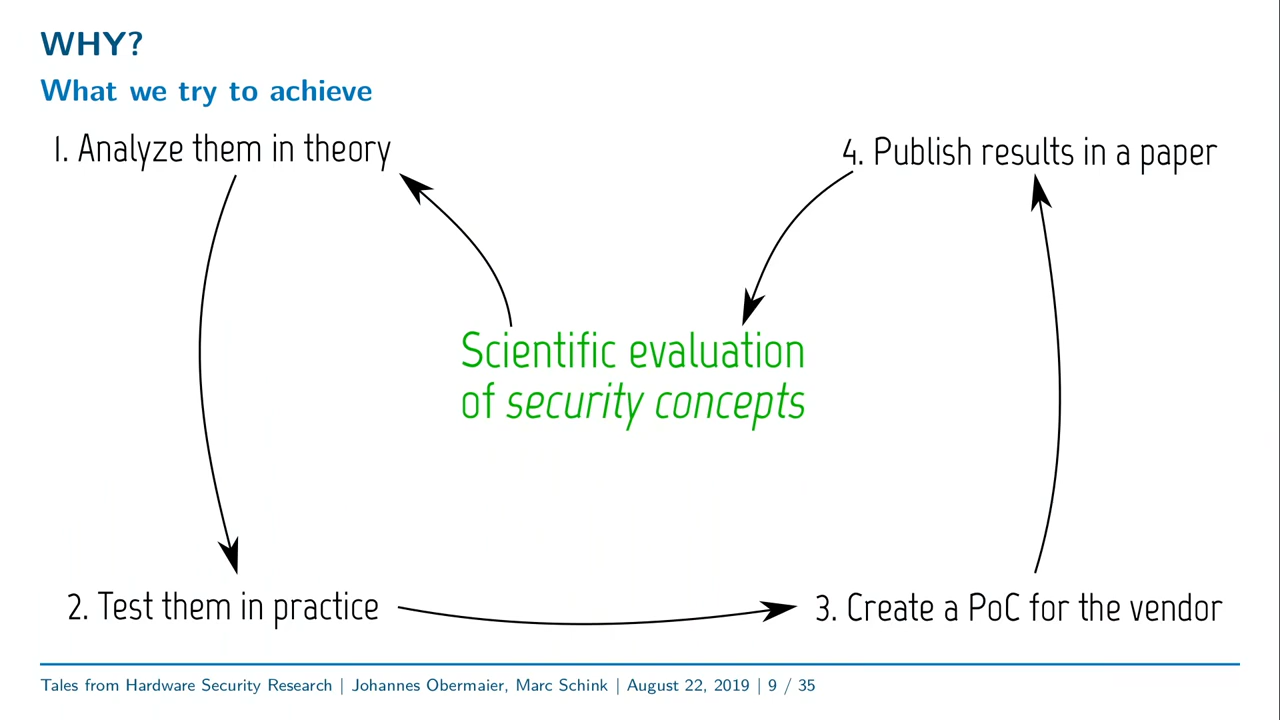 WHY?
What we try to achieve
1. Analyze them in theory
4. Publish results in a paper
Scientific evaluation
of security concepts
2. Test them in practice
3. Create a PoC for the vendor
Tales from Hardware Security Research | Johannes Obermaier, Marc Schink | August 22, 2019 | 9 / 35